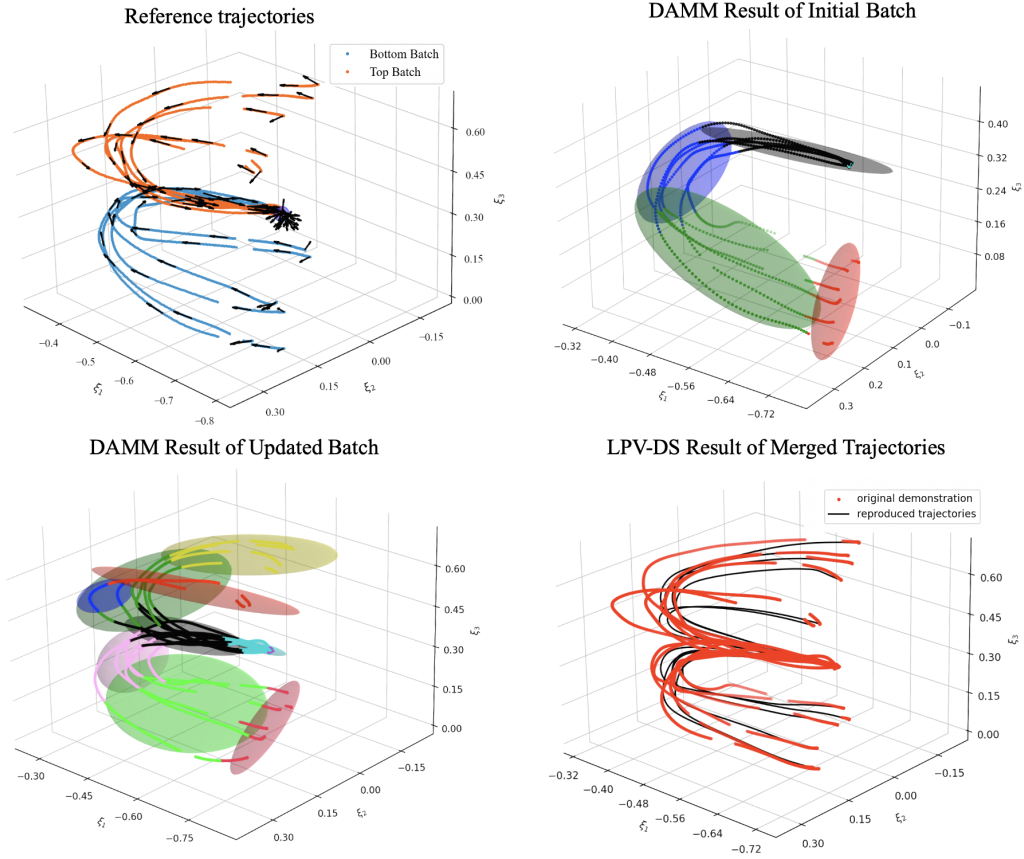 Reference trajectories
Bottom Batch
Top Batch
0.60
0.45
0.30
0.15
0.00
ξ3
−0.4
−0.5
−0.6
−0.7
−0.8
ξ1
0.30
0.15
0.00
−0.15
ξ2
DAMM Result of Initial Batch
0.40
0.32
0.24
0.16
0.08
ξ3
−0.32
−0.40
−0.48
−0.56
−0.64
−0.72
ξ1
0.3
0.2
0.1
0.0
−0.1
ξ2
DAMM Result of Updated Batch
0.60
0.45
0.30
0.15
0.00
ξ3
−0.30
−0.45
−0.60
−0.75
ξ1
0.30
0.15
0.00
−0.15
ξ2
LPV-DS Result of Merged Trajectories
original demonstration
reproduced trajectories
0.60
0.45
0.30
0.15
0.00
ξ3
−0.32
−0.40
−0.48
−0.56
−0.64
−0.72
ξ1
0.30
0.15
0.00
−0.15
ξ2